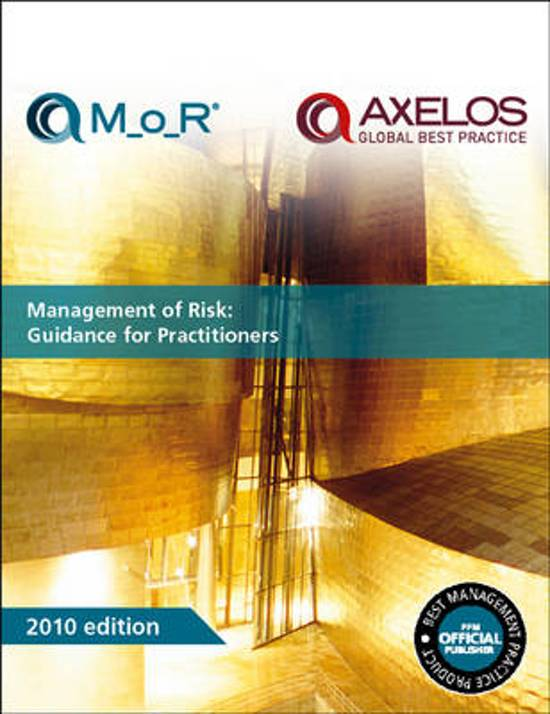 M_o_R®
AXELOS
GLOBAL BEST PRACTICE
Management of Risk:
Guidance for Practitioners
2010 edition
BEST MANAGEMENT
PPM
OFFICIAL
PUBLISHER
PRACTICE PRODUCT